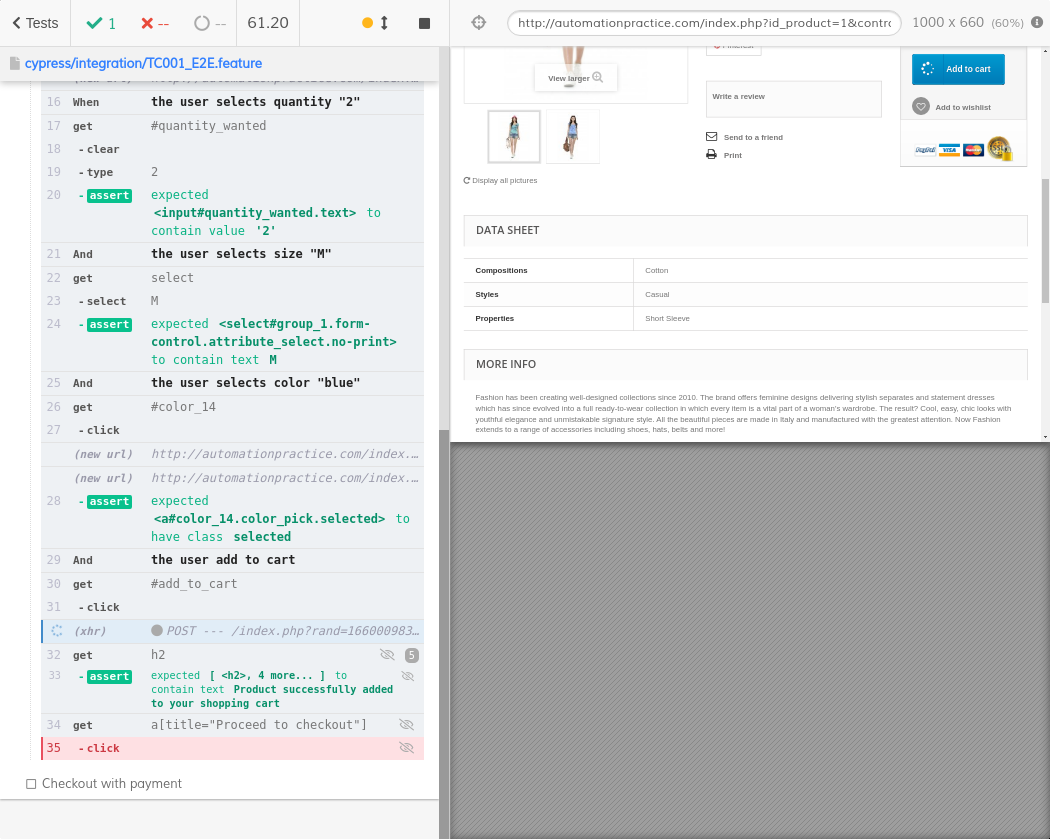 Tests 1 -- -- 61.20
cypress/integration/TC001_E2E.feature
16 When the user selects quantity "2"
17 get #quantity_wanted
18 -clear
19 -type 2
20 -assert expected
<input#quantity_wanted.text> to
contain value '2'
21 And the user selects size "M"
22 get select
23 -select M
24 -assert expected <select#group_1.form-
control.attribute_select.no-print>
to contain text M
25 And the user selects color "blue"
26 get #color_14
27 -click
(new url) http://automationpractice.com/index.…
(new url) http://automationpractice.com/index.…
28 -assert expected
<a#color_14.color_pick.selected> to
have class selected
29 And the user add to cart
30 get #add_to_cart
31 -click
(xhr) POST --- /index.php?rand=166000983…
32 get h2 5
33 -assert expected [ <h2>, 4 more... ] to
contain text Product successfully added
to your shopping cart
34 get a[title="Proceed to checkout"]
35 -click
Checkout with payment
http://automationpractice.com/index.php?id_product=1&contro
1000 X 660 (60%)
View larger
Display all pictures
Write a review
Send to a friend
Print
Add to cart
Add to wishlist
PayPal VISA MasterCard SSL
DATA SHEET
Compositions Cotton
Styles Casual
Properties Short Sleeve
MORE INFO
Fashion has been creating well-designed collections since 2010. The brand offers feminine designs delivering stylish separates and statement dresses
which has since evolved into a full ready-to-wear collection in which every item is a vital part of a woman's wardrobe. The result? Cool, easy, chic looks with
youthful elegance and unmistakable signature style. All the beautiful pieces are made in Italy and manufactured with the greatest attention. Now Fashion
extends to a range of accessories including shoes, hats, belts and more!